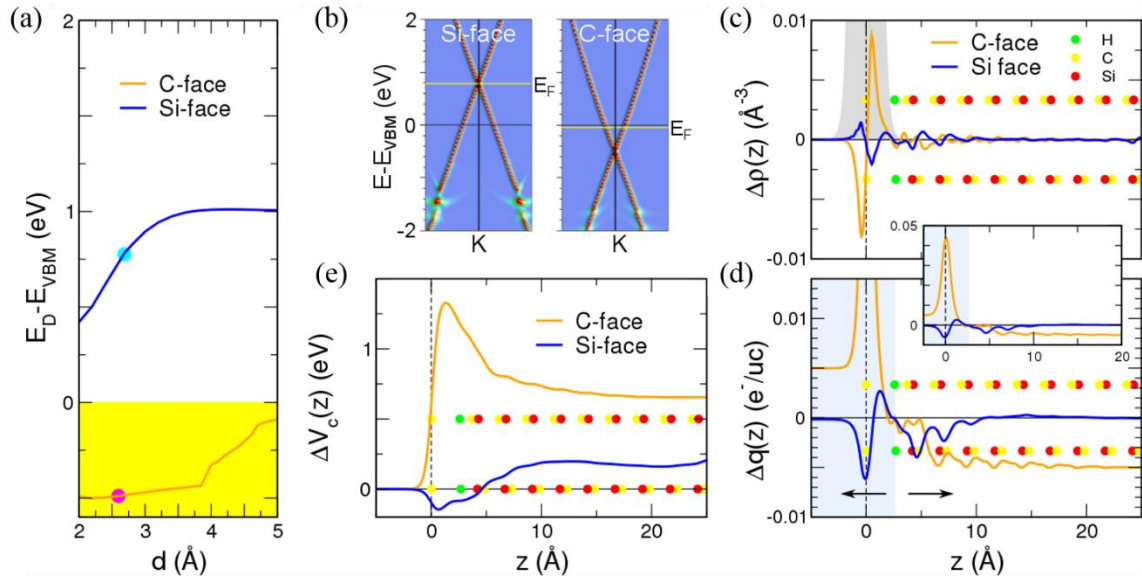 (a)
2
1
0
E_D-E_VBM (eV)
C-face
Si-face
2 3 4 5
d (Å)
(b)
Si-face
C-face
2
0
-2
E-E_VBM (eV)
E_F
E_F
K
K
(c)
0.01
0
-0.01
Δρ(z) (Å⁻³)
C-face
Si face
H
C
Si
(e)
1
0
ΔV_c(z) (eV)
C-face
Si-face
0 10 20
z (Å)
(d)
0.01
0
-0.01
Δq(z) (e⁻/uc)
0.05
0
0 10 20
0 10 20
z (Å)